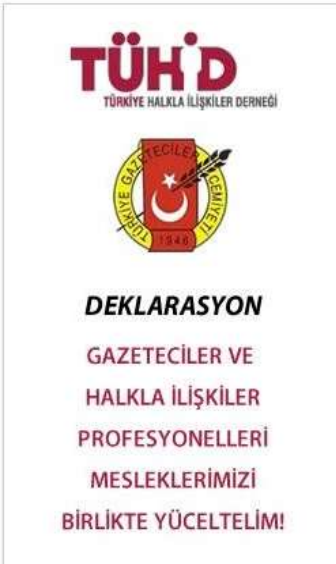 TÜHİD
TÜRKİYE HALKLA İLİŞKİLER DERNEĞİ
TÜRKİYE GAZETECİLER CEMİYETİ
1946
DEKLARASYON
GAZETECİLER VE
HALKLA İLİŞKİLER
PROFESYONELLERİ
MESLEKLERİMİZİ
BİRLİKTE YÜCELTELİM!